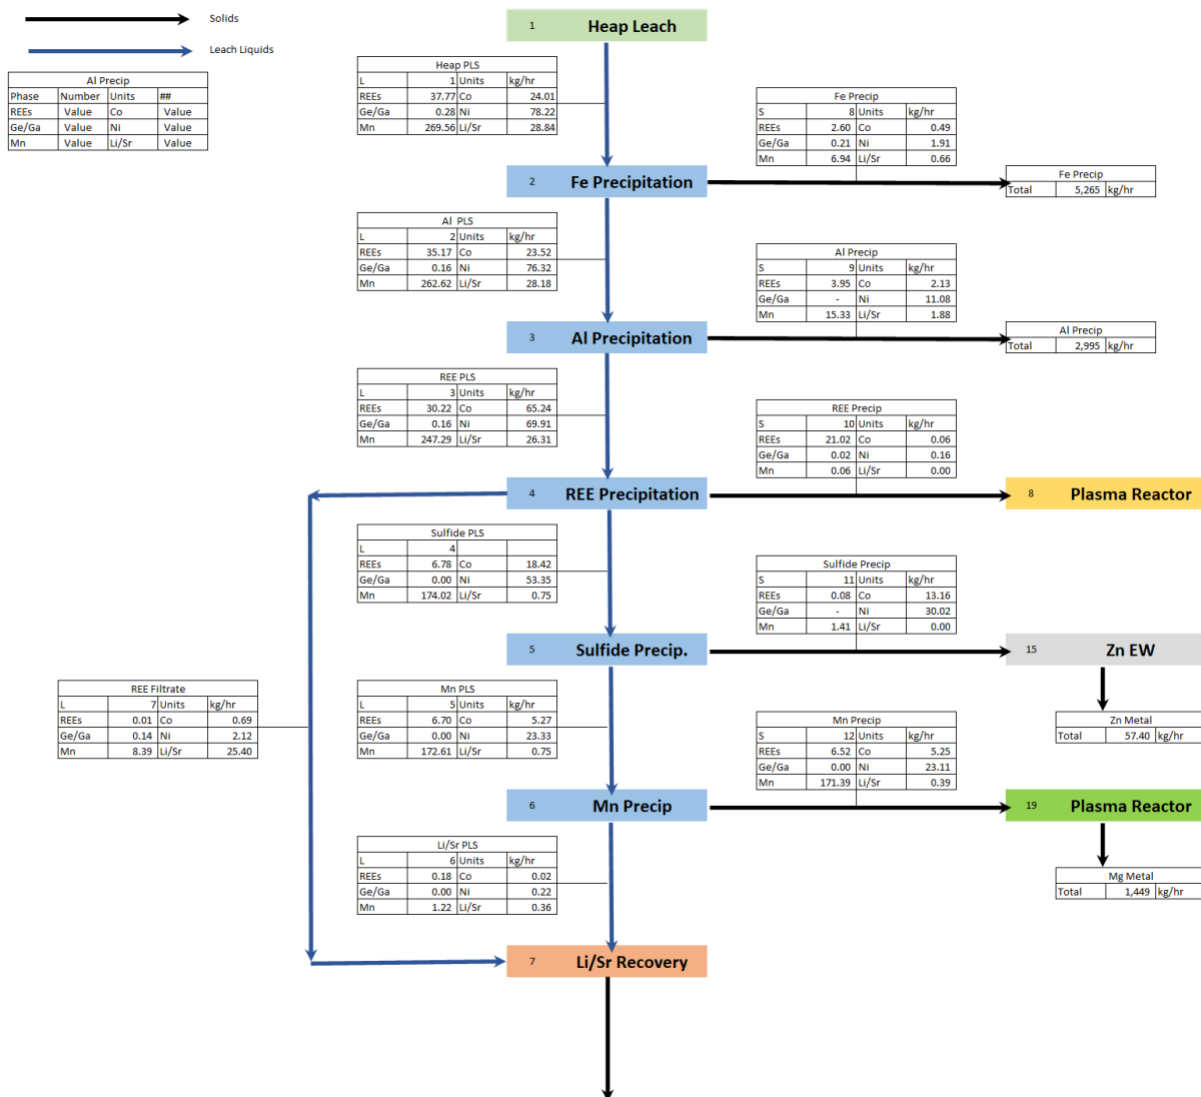 Solids
Leach Liquids
Al Precip
Phase Number Units ##
REEs Value Co Value
Ge/Ga Value Ni Value
Mn Value Li/Sr Value
1 Heap Leach
Heap PLS
L 1 Units kg/hr
REEs 37.77 Co 24.01
Ge/Ga 0.28 Ni 78.22
Mn 269.56 Li/Sr 28.84
Fe Precip
S 8 Units kg/hr
REEs 2.60 Co 0.49
Ge/Ga 0.21 Ni 1.91
Mn 6.94 Li/Sr 0.66
2 Fe Precipitation
Fe Precip
Total 5,265 kg/hr
Al PLS
L 2 Units kg/hr
REEs 35.17 Co 23.52
Ge/Ga 0.16 Ni 76.32
Mn 262.62 Li/Sr 28.18
Al Precip
S 9 Units kg/hr
REEs 3.95 Co 2.13
Ge/Ga - Ni 11.08
Mn 15.33 Li/Sr 1.88
3 Al Precipitation
Al Precip
Total 2,995 kg/hr
REE PLS
L 3 Units kg/hr
REEs 30.22 Co 65.24
Ge/Ga 0.16 Ni 69.91
Mn 247.29 Li/Sr 26.31
REE Precip
S 10 Units kg/hr
REEs 21.02 Co 0.06
Ge/Ga 0.02 Ni 0.16
Mn 0.06 Li/Sr 0.00
4 REE Precipitation
8 Plasma Reactor
Sulfide PLS
L 4
REEs 6.78 Co 18.42
Ge/Ga 0.00 Ni 53.35
Mn 174.02 Li/Sr 0.75
Sulfide Precip
S 11 Units kg/hr
REEs 0.08 Co 13.16
Ge/Ga - Ni 30.02
Mn 1.41 Li/Sr 0.00
5 Sulfide Precip.
15 Zn EW
REE Filtrate
L 7 Units kg/hr
REEs 0.01 Co 0.69
Ge/Ga 0.14 Ni 2.12
Mn 8.39 Li/Sr 25.40
Mn PLS
L 5 Units kg/hr
REEs 6.70 Co 5.27
Ge/Ga 0.00 Ni 23.33
Mn 172.61 Li/Sr 0.75
Mn Precip
S 12 Units kg/hr
REEs 6.52 Co 5.25
Ge/Ga 0.00 Ni 23.11
Mn 171.39 Li/Sr 0.39
Zn Metal
Total 57.40 kg/hr
6 Mn Precip
19 Plasma Reactor
Li/Sr PLS
L 6 Units kg/hr
REEs 0.18 Co 0.02
Ge/Ga 0.00 Ni 0.22
Mn 1.22 Li/Sr 0.36
Mg Metal
Total 1,449 kg/hr
7 Li/Sr Recovery